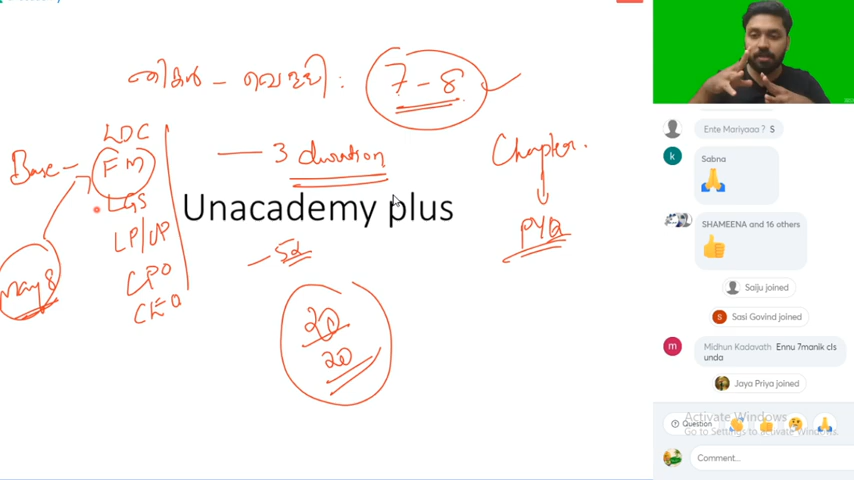 തിങ്കൾ - വെള്ളി :
7 - 8
LDC
Base - FM
LGS
LP/UP
CPO
CEO
May 8
3 duration
Chapter.
PYQ
Unacademy plus
20
20
Ente Mariyaaa ? S
k
Sabna
SHAMEENA and 16 others
Saiju joined
S
Sasi Govind joined
m
Midhun Kadavath Ennu 7manik cls
unda
Jaya Priya joined
Activate Windows
Question
Go to Settings to activate Windows.
Comment...